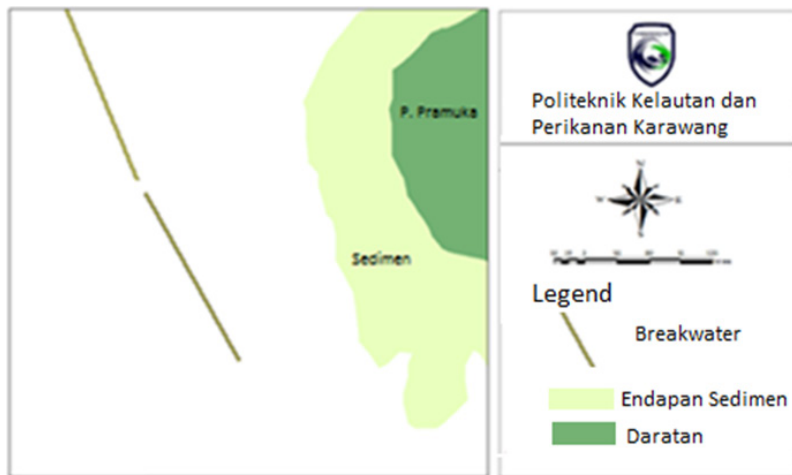 P. Pramuka
Sedimen
Politeknik Kelautan dan
Perikanan Karawang
N
Legend
Breakwater
Endapan Sedimen
Daratan